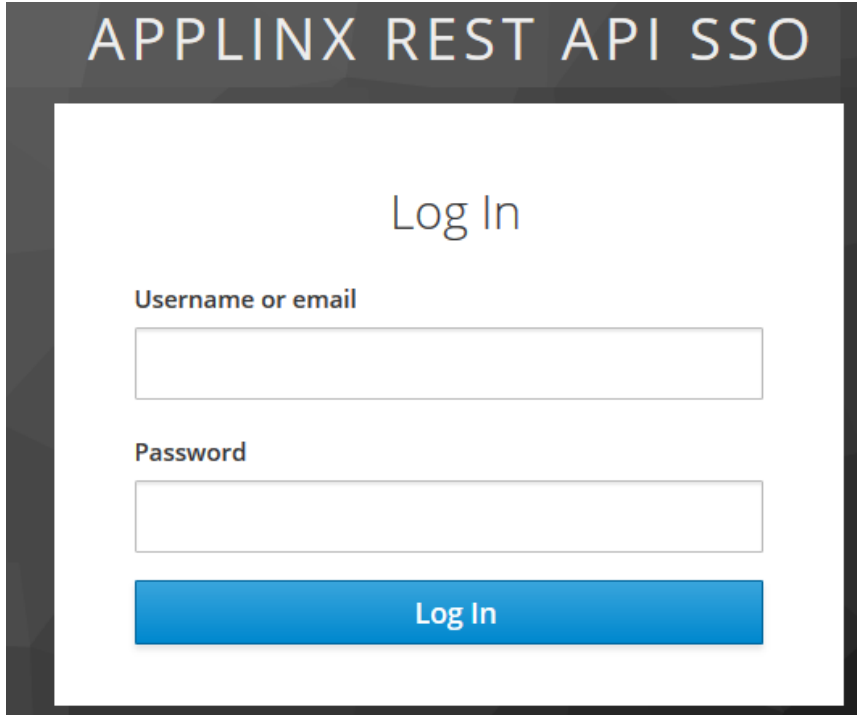 APPLINX REST API SSO
Log In
Username or email
Password
Log In